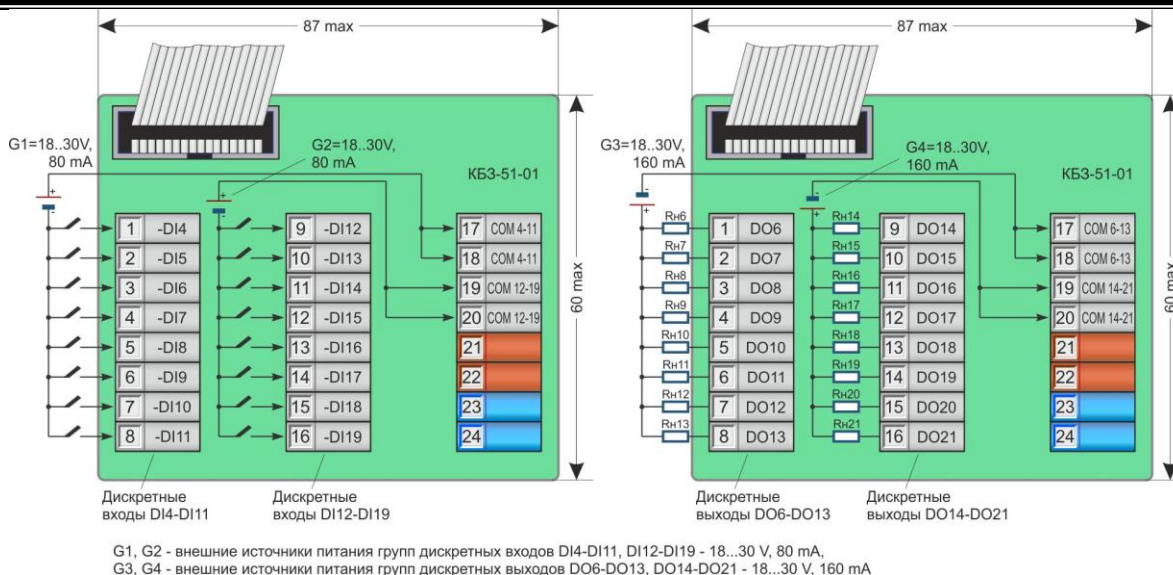 87 max
G1=18..30V,
80 mA
G2=18..30V,
80 mA
КБЗ-51-01
+
-
+
-
1 -DI4
2 -DI5
3 -DI6
4 -DI7
5 -DI8
6 -DI9
7 -DI10
8 -DI11
9 -DI12
10 -DI13
11 -DI14
12 -DI15
13 -DI16
14 -DI17
15 -DI18
16 -DI19
17 COM 4-11
18 COM 4-11
19 COM 12-19
20 COM 12-19
21
22
23
24
60 max
Дискретные
входы DI4-DI11
Дискретные
входы DI12-DI19
87 max
G3=18..30V,
160 mA
G4=18..30V,
160 mA
КБЗ-51-01
-
+
-
+
Rн6
Rн7
Rн8
Rн9
Rн10
Rн11
Rн12
Rн13
1 DO6
2 DO7
3 DO8
4 DO9
5 DO10
6 DO11
7 DO12
8 DO13
Rн14
Rн15
Rн16
Rн17
Rн18
Rн19
Rн20
Rн21
9 DO14
10 DO15
11 DO16
12 DO17
13 DO18
14 DO19
15 DO20
16 DO21
17 COM 6-13
18 COM 6-13
19 COM 14-21
20 COM 14-21
21
22
23
24
60 max
Дискретные
выходы DO6-DO13
Дискретные
выходы DO14-DO21
G1, G2 - внешние источники питания групп дискретных входов DI4-DI11, DI12-DI19 - 18...30 V, 80 mA,
G3, G4 - внешние источники питания групп дискретных выходов DO6-DO13, DO14-DO21 - 18...30 V, 160 mA